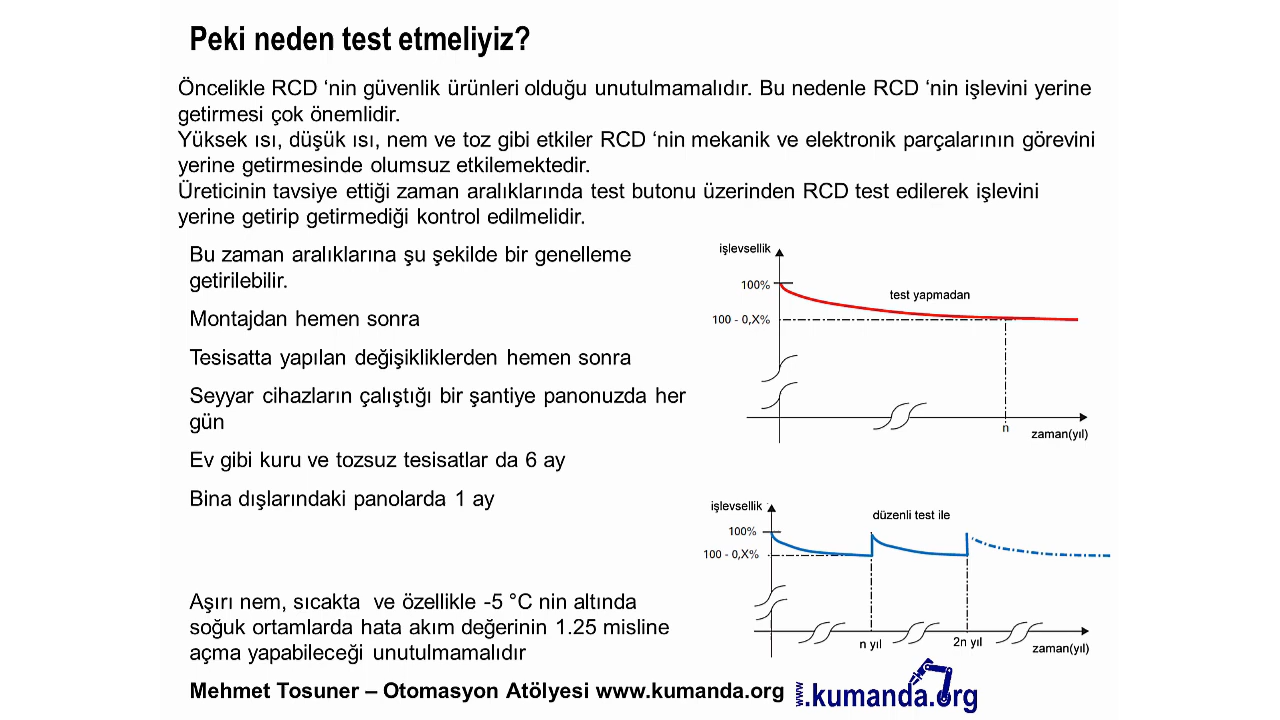 Peki neden test etmeliyiz?
Öncelikle RCD ‘nin güvenlik ürünleri olduğu unutulmamalıdır. Bu nedenle RCD ‘nin işlevini yerine
getirmesi çok önemlidir.
Yüksek ısı, düşük ısı, nem ve toz gibi etkiler RCD ‘nin mekanik ve elektronik parçalarının görevini
yerine getirmesinde olumsuz etkilemektedir.
Üreticinin tavsiye ettiği zaman aralıklarında test butonu üzerinden RCD test edilerek işlevini
yerine getirip getirmediği kontrol edilmelidir.
Bu zaman aralıklarına şu şekilde bir genelleme
getirilebilir.
Montajdan hemen sonra
Tesisatta yapılan değişikliklerden hemen sonra
Seyyar cihazların çalıştığı bir şantiye panonuzda her
gün
Ev gibi kuru ve tozsuz tesisatlar da 6 ay
Bina dışlarındaki panolarda 1 ay
Aşırı nem, sıcakta  ve özellikle -5 °C nin altında
soğuk ortamlarda hata akım değerinin 1.25 misline
açma yapabileceği unutulmamalıdır
işlevsellik
100%
test yapmadan
100 - 0,X%
n
zaman(yıl)
işlevsellik
düzenli test ile
100%
100 - 0,X%
n yıl
2n yıl
zaman(yıl)
Mehmet Tosuner – Otomasyon Atölyesi www.kumanda.org
www.kumanda.org